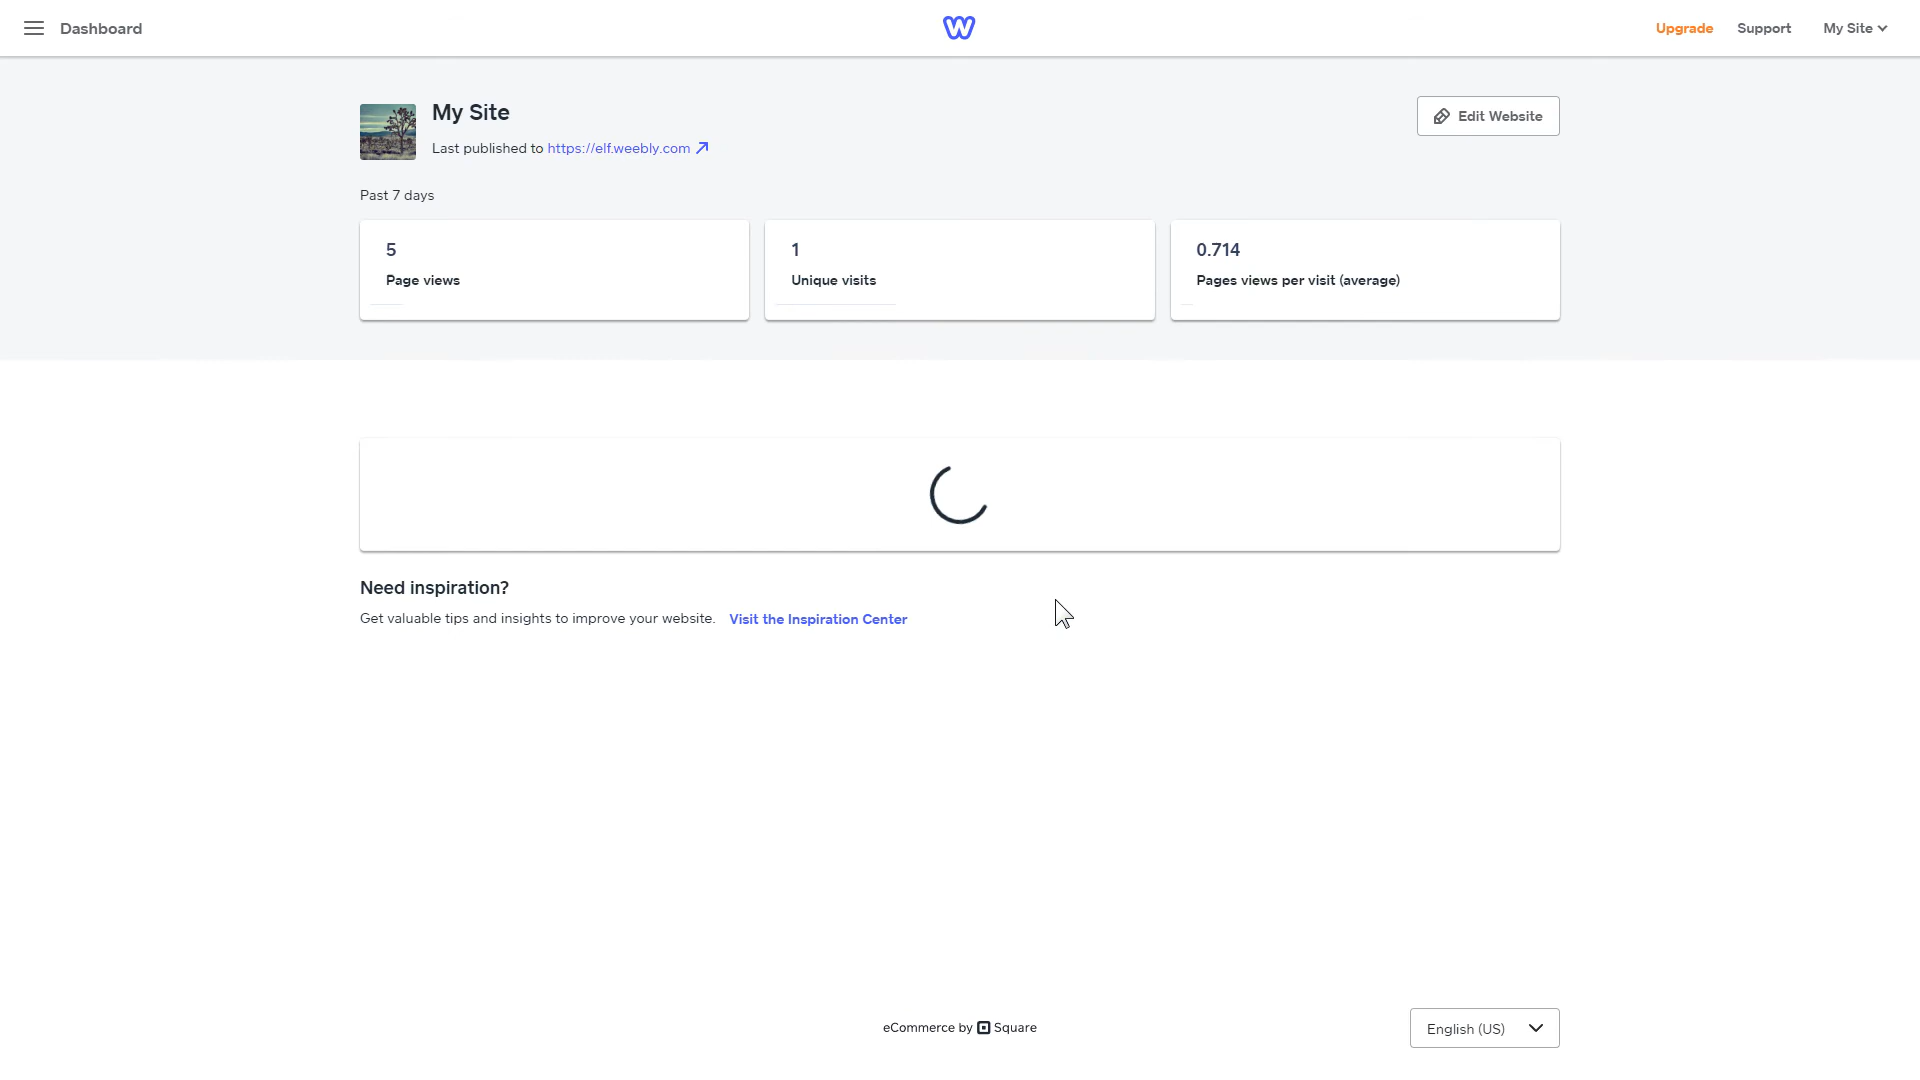 Dashboard
Upgrade
Support
My Site
My Site
Last published to https://elf.weebly.com
Edit Website
Past 7 days
5
Page views
1
Unique visits
0.714
Pages views per visit (average)
Need inspiration?
Get valuable tips and insights to improve your website. Visit the Inspiration Center
eCommerce by Square
English (US)